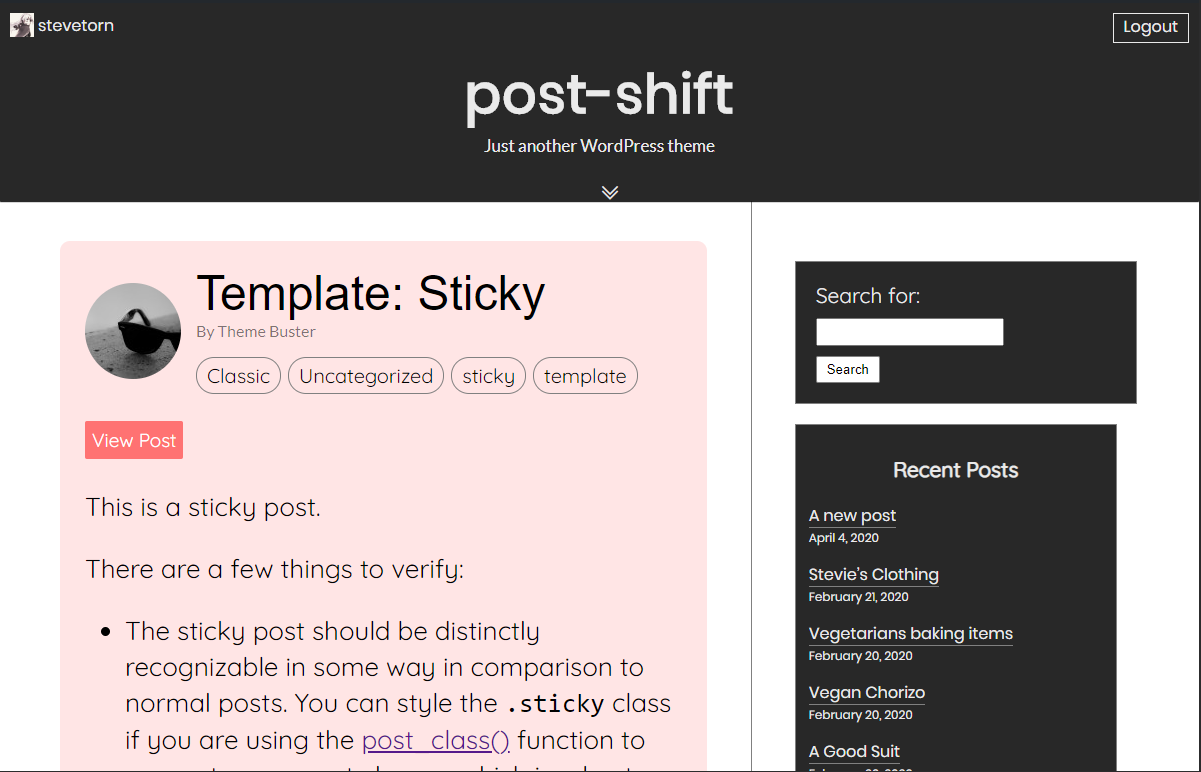 stevetorn
Logout
post-shift
Just another WordPress theme
Template: Sticky
By Theme Buster
Classic
Uncategorized
sticky
template
View Post
This is a sticky post.
There are a few things to verify:
The sticky post should be distinctly
recognizable in some way in comparison to
normal posts. You can style the .sticky class
if you are using the post_class() function to
Search for:
Search
Recent Posts
A new post
April 4, 2020
Stevie’s Clothing
February 21, 2020
Vegetarians baking items
February 20, 2020
Vegan Chorizo
February 20, 2020
A Good Suit